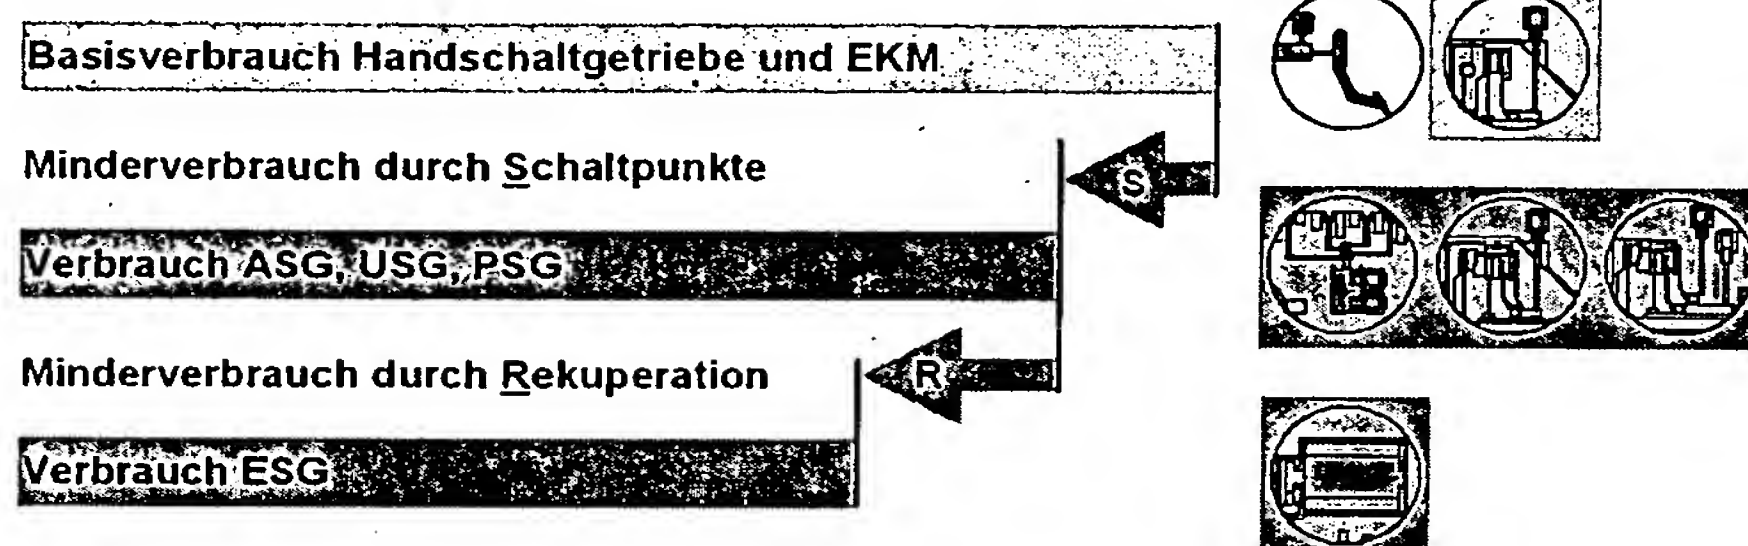 Basisverbrauch Handschaltgetriebe und EKM
Minderverbrauch durch Schaltpunkte
S
Verbrauch ASG, USG, PSG
Minderverbrauch durch Rekuperation
R
Verbrauch ESG